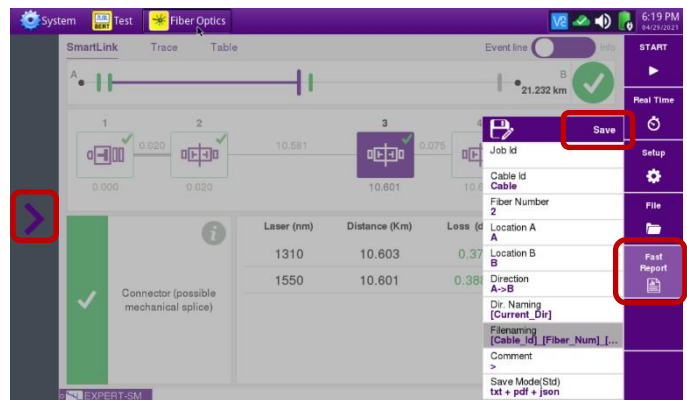 System
Test
Fiber Optics
6:19 PM
04/29/2021
SmartLink
Trace
Table
Event line
Info
START
A
B
21.232 km
Real Time
Save
1
2
3
0.020
10.581
0.075
Setup
0.000
0.020
10.601
File
Laser (nm)
Distance (Km)
Loss
1310
10.603
1550
10.601
Connector (possible
mechanical splice)
Job Id
Cable Id
Cable
Fiber Number
2
Location A
A
Location B
B
Direction
A->B
Dir. Naming
[Current_Dir]
Filenaming
[Cable_Id]_[Fiber_Num]_[...
Comment
>
Save Mode(Std)
txt + pdf + json
Fast
Report
EXPERT-SM